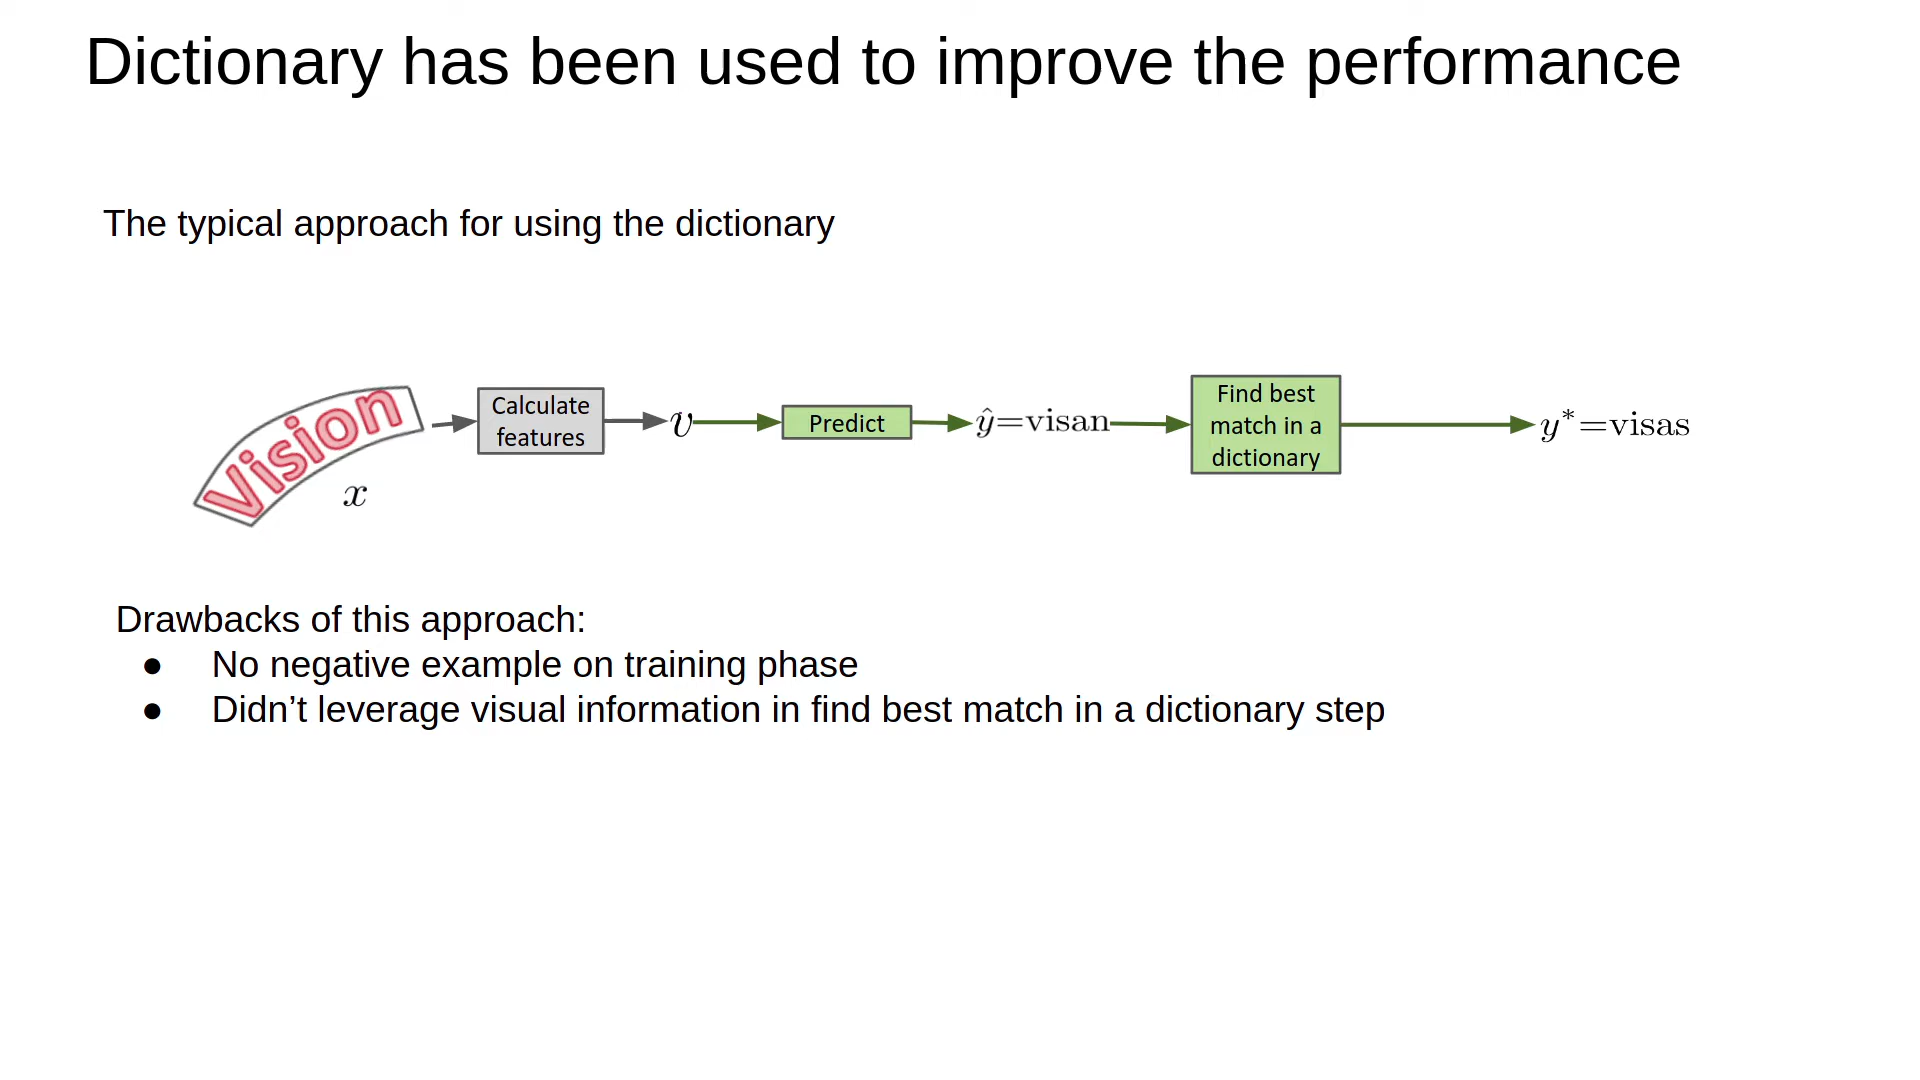 Dictionary has been used to improve the performance
The typical approach for using the dictionary
Vision
x
Calculate
features
v
Predict
ŷ=visan
Find best
match in a
dictionary
y*=visas
Drawbacks of this approach:
● No negative example on training phase
● Didn’t leverage visual information in find best match in a dictionary step